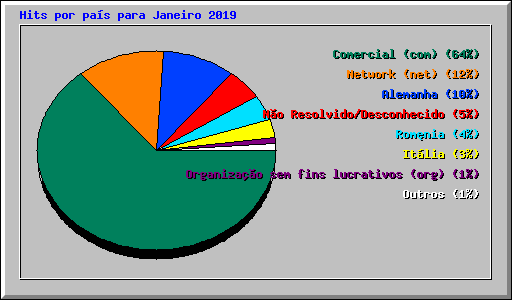 Hits por país para Janeiro 2019
Comercial (com) (64%)
Network (net) (12%)
Alemanha (10%)
Não Resolvido/Desconhecido (5%)
Romęnia (4%)
Itália (3%)
Organização sem fins lucrativos (org) (1%)
Outros (1%)